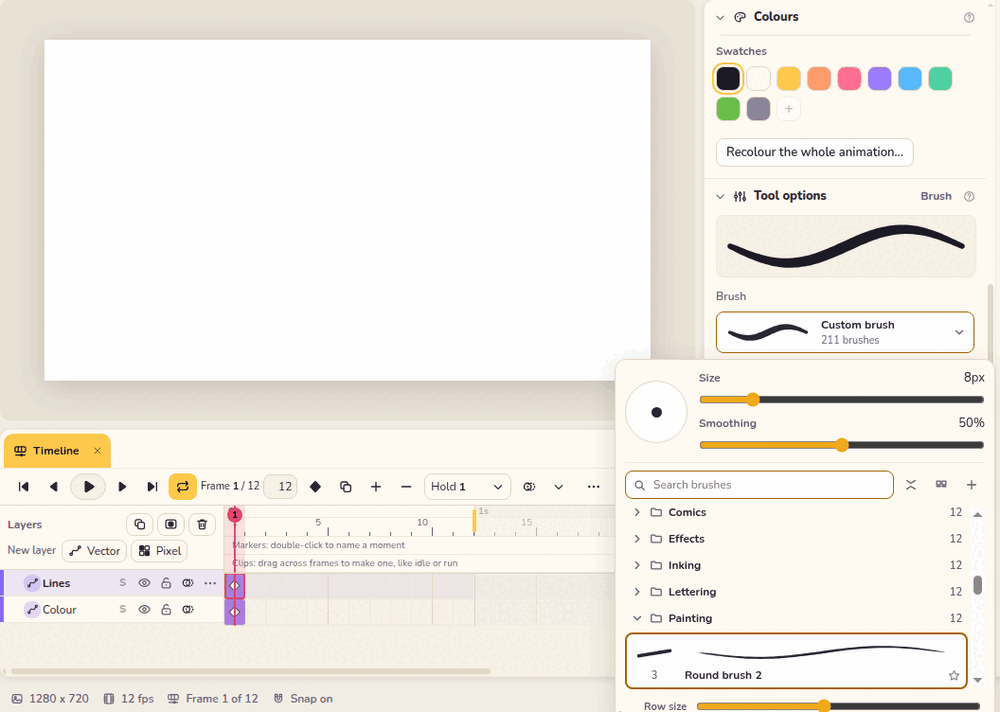 Colours
Swatches
Recolour the whole animation...
Tool options
Brush
Brush
Custom brush
211 brushes
Size
8px
Smoothing
50%
Search brushes
Comics
12
Effects
12
Inking
12
Lettering
12
Painting
12
3
Round brush 2
Row size
Timeline
Frame 1 / 12
12
Hold 1
Layers
New layer
Vector
Pixel
1
5
10
1s
15
Markers: double-click to name a moment
Clips: drag across frames to make one, like idle or run
Lines
S
Colour
S
1280 x 720
12 fps
Frame 1 of 12
Snap on